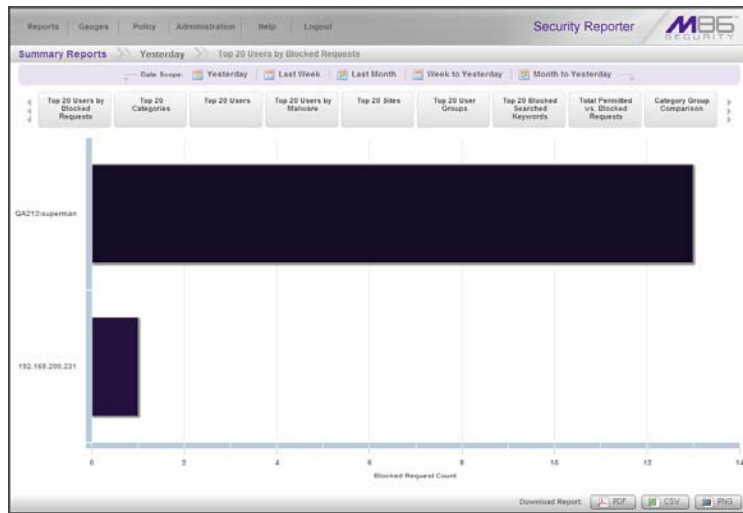 Reports Gauges Policy Administration Help Logout
Security Reporter
M86
SECURITY
Summary Reports Yesterday Top 20 Users by Blocked Requests
Date Scope: Yesterday Last Week Last Month Week to Yesterday Month to Yesterday
Top 20 Users by
Blocked
Requests
Top 20
Categories
Top 20 Users
Top 20 Users by
Malware
Top 20 Sites
Top 20 User
Groups
Top 20 Blocked
Searched
Keywords
Total Permitted
vs. Blocked
Requests
Category Group
Comparison
QA213\superman
192.168.200.231
0 2 4 6 8 10 12 14
Blocked Request Count
Download Report: PDF CSV PNG